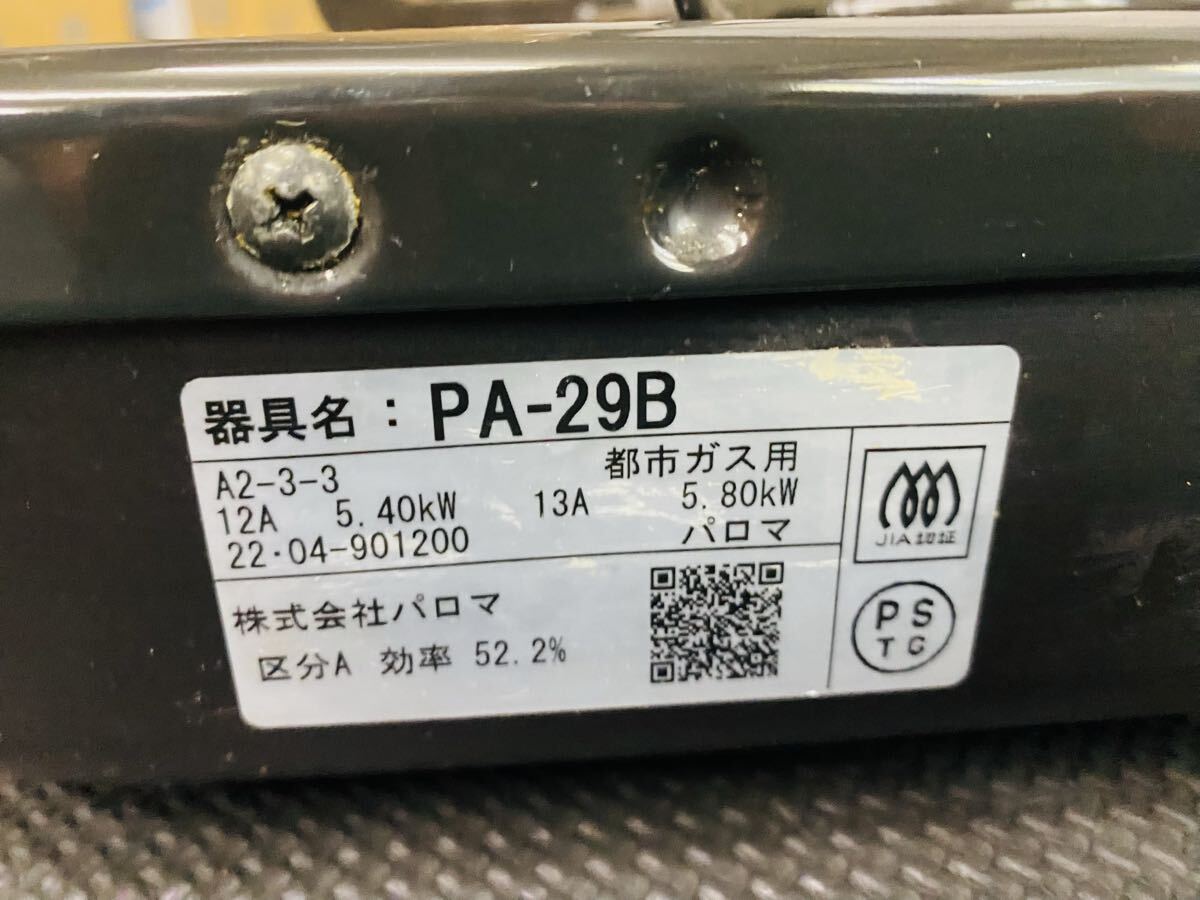 器具名：PA-29B
A2-3-3 都市ガス用
12A 5.40kW 13A 5.80kW
22・04-901200 パロマ
株式会社パロマ
区分A 効率 52.2%
JIA認証
PS
TG